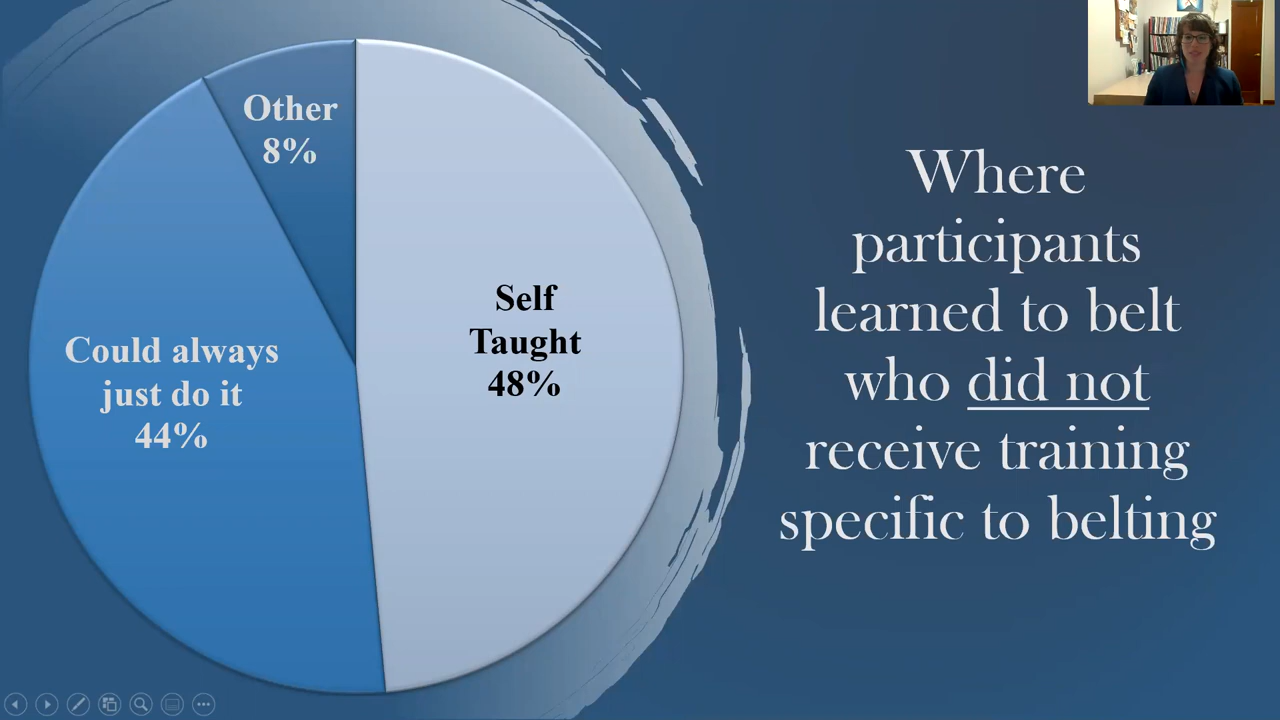 Other
8%
Self
Taught
48%
Could always
just do it
44%
Where
participants
learned to belt
who did not
receive training
specific to belting